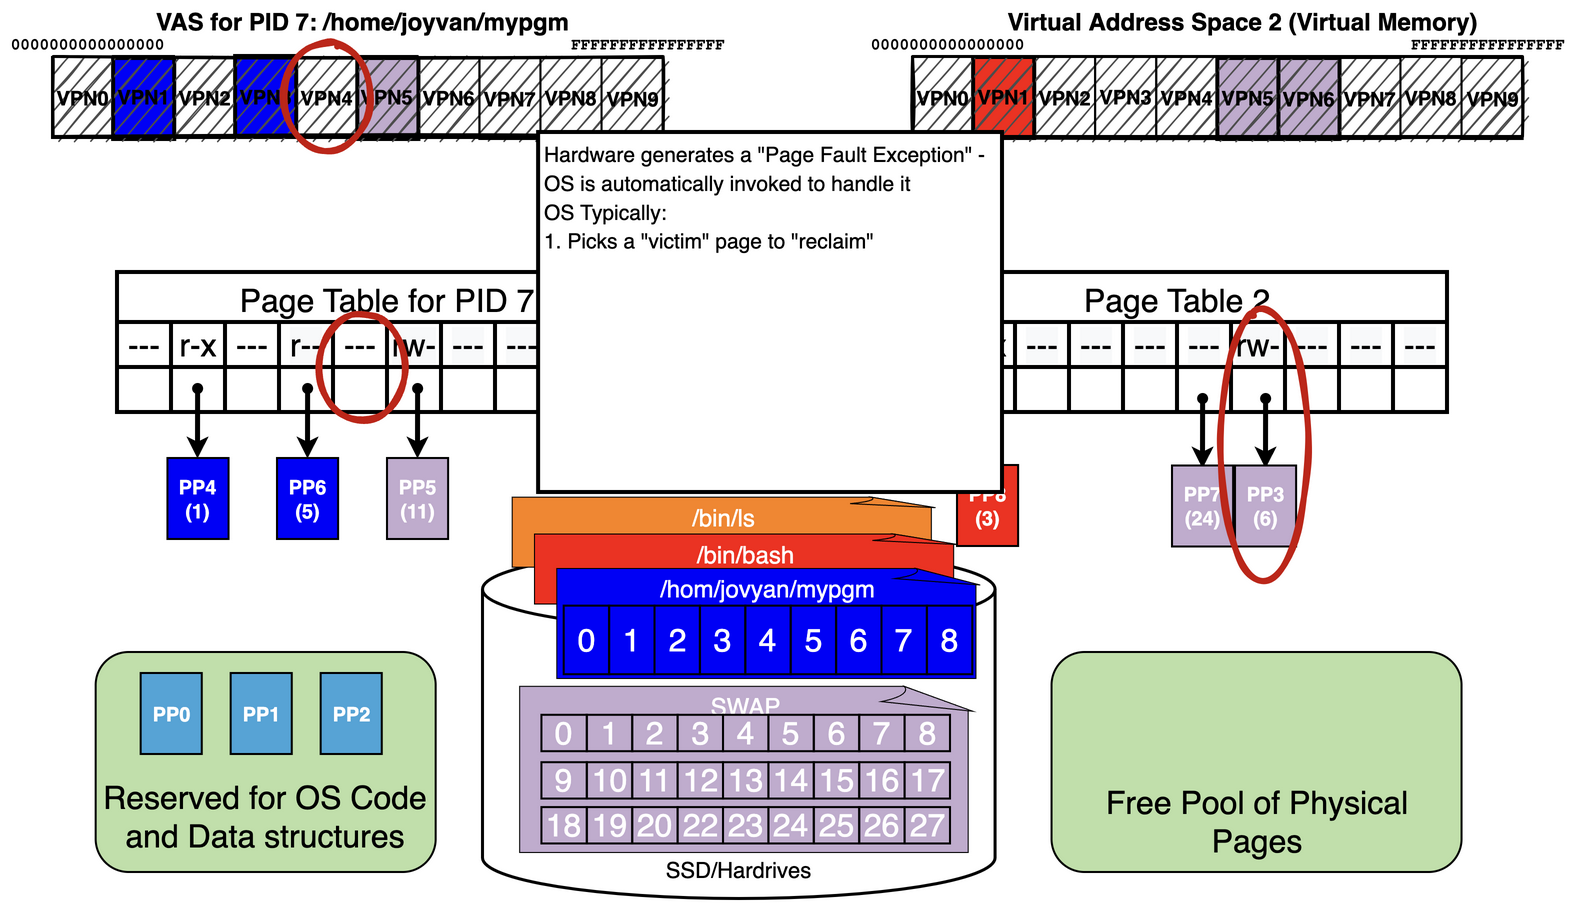 VAS for PID 7: /home/joyvan/mypgm
0000000000000000
FFFFFFFFFFFFFFFF
VPN0 VPN1 VPN2 VPN3 VPN4 VPN5 VPN6 VPN7 VPN8 VPN9
Virtual Address Space 2 (Virtual Memory)
0000000000000000
FFFFFFFFFFFFFFFF
VPN0 VPN1 VPN2 VPN3 VPN4 VPN5 VPN6 VPN7 VPN8 VPN9
Hardware generates a "Page Fault Exception" -
OS is automatically invoked to handle it
OS Typically:
1. Picks a "victim" page to "reclaim"
Page Table for PID 7
--- r-x --- r-- --- rw- --- ---
PP4
(1)
PP6
(5)
PP5
(11)
Page Table 2
--- --- --- --- rw- --- --- ---
PP8
(3)
PP7
(24)
PP3
(6)
/bin/ls
/bin/bash
/hom/jovyan/mypgm
0 1 2 3 4 5 6 7 8
SWAP
0 1 2 3 4 5 6 7 8
9 10 11 12 13 14 15 16 17
18 19 20 22 23 24 25 26 27
SSD/Hardrives
PP0 PP1 PP2
Reserved for OS Code
and Data structures
Free Pool of Physical
Pages